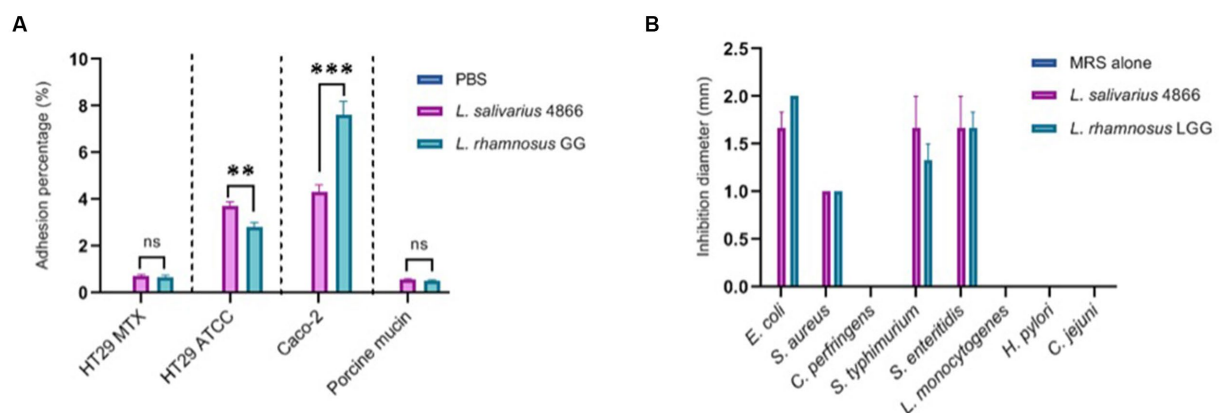 A
Adhesion percentage (%)
10
8
6
4
2
0
ns
**
***
ns
HT29 MTX
HT29 ATCC
Caco-2
Porcine mucin
PBS
L. salivarius 4866
L. rhamnosus GG
B
Inhibition diameter (mm)
2.5
2.0
1.5
1.0
0.5
0.0
E. coli
S. aureus
C. perfringens
S. typhimurium
S. enteritidis
L. monocytogenes
H. pylori
C. jejuni
MRS alone
L. salivarius 4866
L. rhamnosus LGG